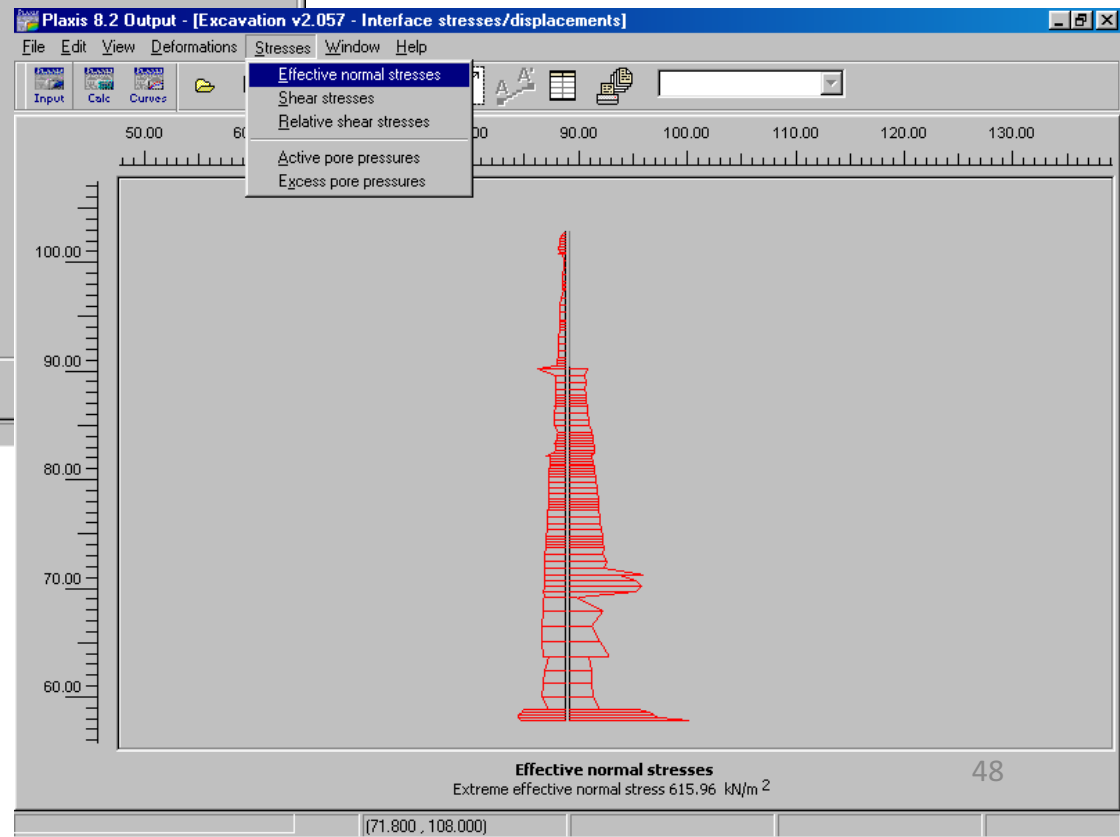 Plaxis 8.2 Output - [Excavation v2.057 - Interface stresses/displacements]
File Edit View Deformations Stresses Window Help
Input Calc Curves
Effective normal stresses
Shear stresses
Relative shear stresses
Active pore pressures
Excess pore pressures
50.00 90.00 100.00 110.00 120.00 130.00
100.00
90.00
80.00
70.00
60.00
Effective normal stresses
Extreme effective normal stress 615.96 kN/m 2
48
(71.800 , 108.000)